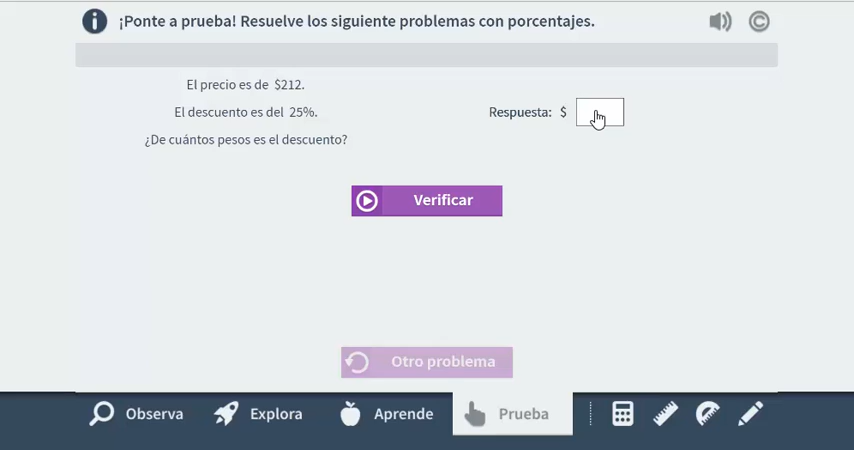 ¡Ponte a prueba! Resuelve los siguiente problemas con porcentajes.
El precio es de $212.
El descuento es del 25%.
¿De cuántos pesos es el descuento?
Respuesta: $
Verificar
Otro problema
Observa
Explora
Aprende
Prueba